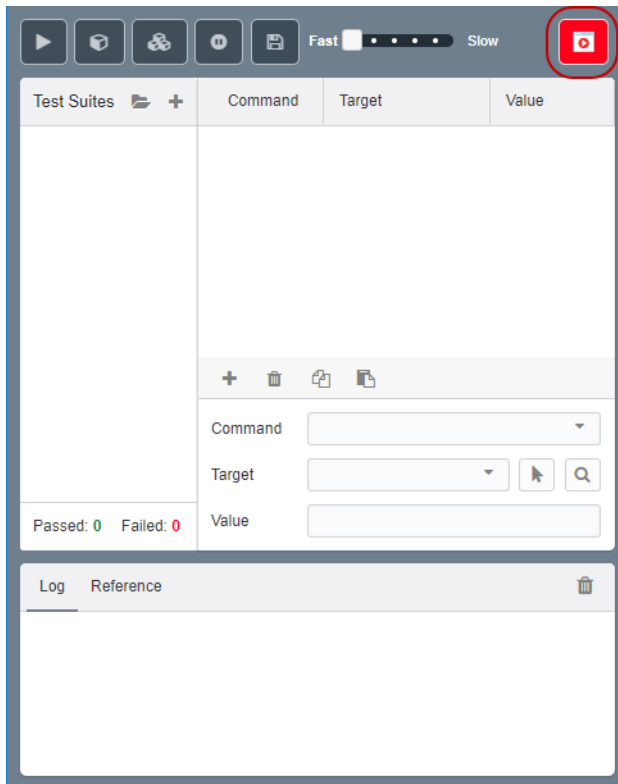 Fast Slow
Test Suites Command Target Value
Command
Target
Value
Passed: 0 Failed: 0
Log Reference